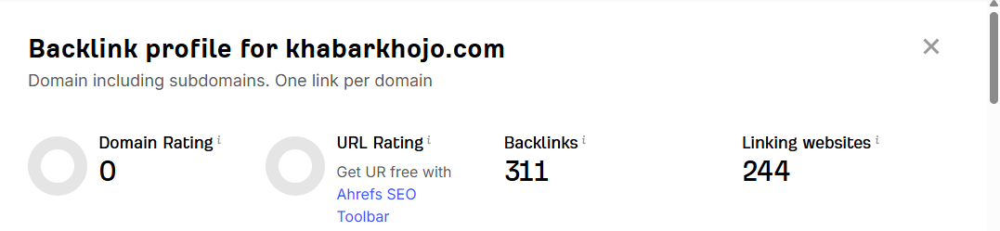 Backlink profile for khabarkhojo.com
Domain including subdomains. One link per domain
Domain Rating i
0
URL Rating i
Get UR free with
Ahrefs SEO
Toolbar
Backlinks i
311
Linking websites i
244